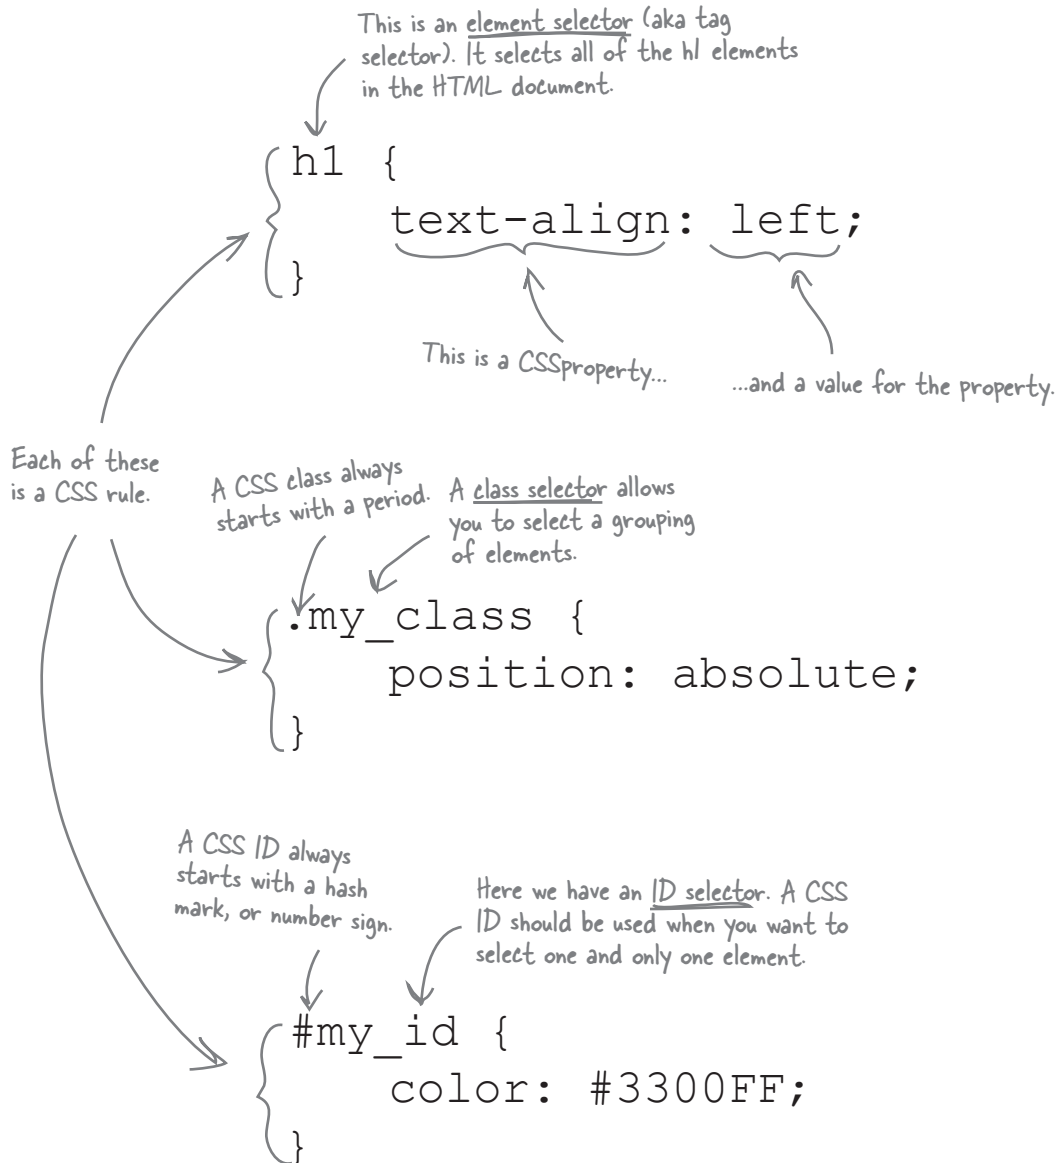 This is an element selector (aka tag
selector). It selects all of the h1 elements
in the HTML document.
h1 {
text-align: left;
}
This is a CSSproperty...
...and a value for the property.
Each of these
is a CSS rule.
A CSS class always
starts with a period.
A class selector allows
you to select a grouping
of elements.
.my_class {
position: absolute;
}
A CSS ID always
starts with a hash
mark, or number sign.
Here we have an ID selector. A CSS
ID should be used when you want to
select one and only one element.
#my_id {
color: #3300FF;
}